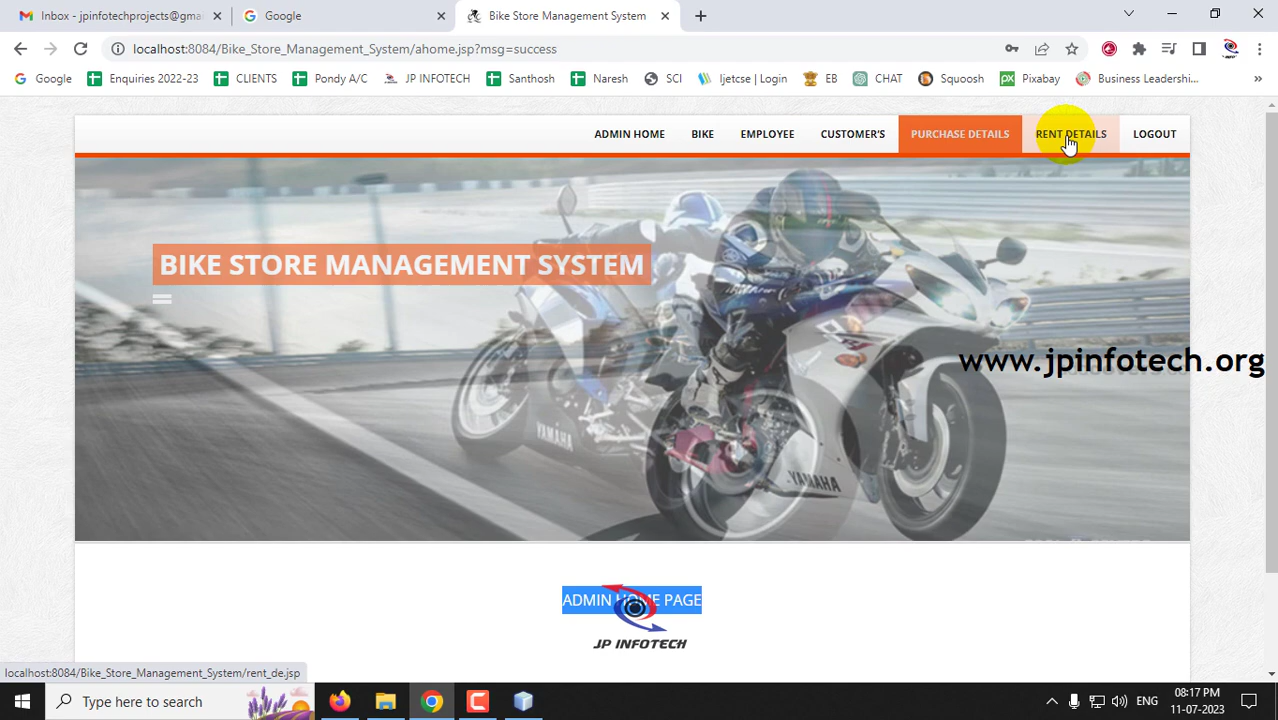 Inbox - jpinfotechprojects@gma
Google
Bike Store Management System
localhost:8084/Bike_Store_Management_System/ahome.jsp?msg=success
Google
Enquiries 2022-23
CLIENTS
Pondy A/C
JP INFOTECH
Santhosh
Naresh
SCI
Ijetcse | Login
EB
CHAT
Squoosh
Pixabay
Business Leadershi...
»
ADMIN HOME
BIKE
EMPLOYEE
CUSTOMER'S
PURCHASE DETAILS
RENT DETAILS
LOGOUT
BIKE STORE MANAGEMENT SYSTEM
www.jpinfotech.org
YAMAHA
YAMAHA
ADMIN HOME PAGE
JP INFOTECH
localhost:8084/Bike_Store_Management_System/rent_de.jsp
Type here to search
ENG
08:17 PM
11-07-2023